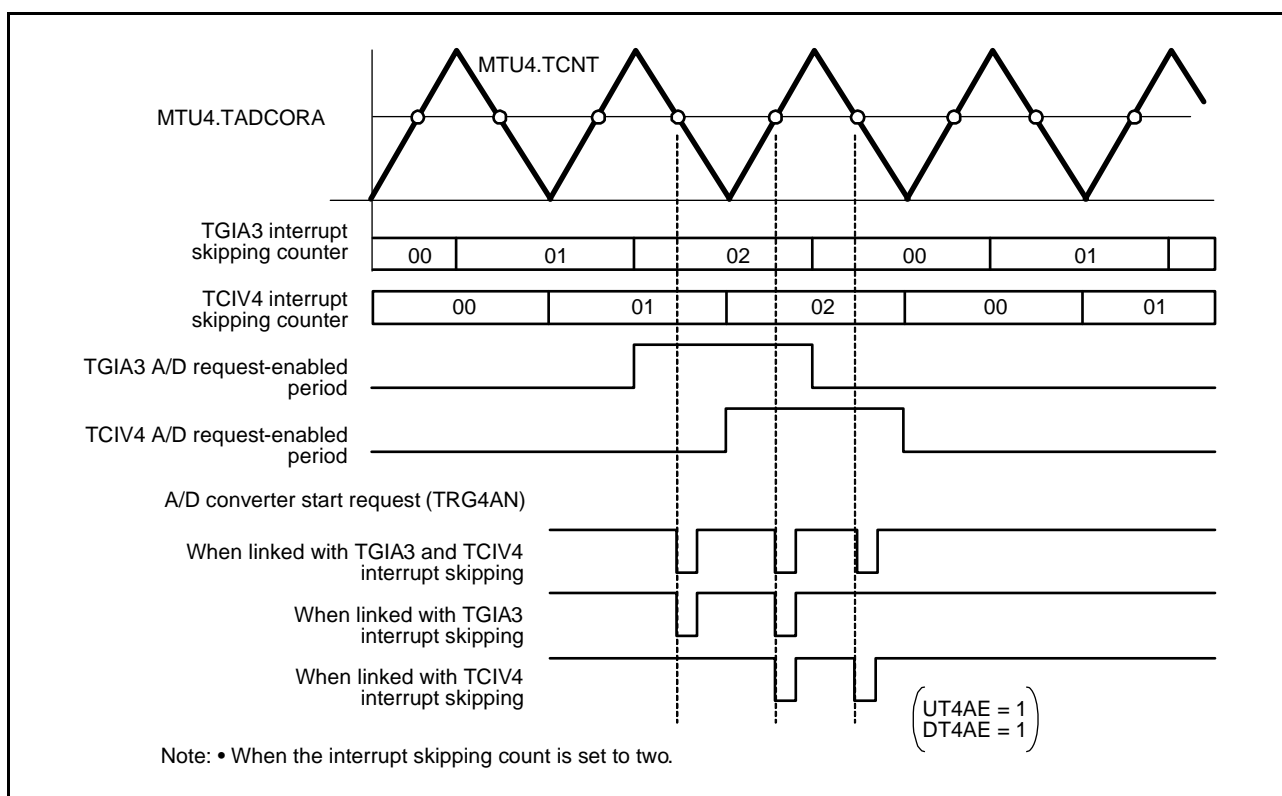 MTU4.TCNT
MTU4.TADCORA
TGIA3 interrupt
skipping counter
00 01 02 00 01
TCIV4 interrupt
skipping counter
00 01 02 00 01
TGIA3 A/D request-enabled
period
TCIV4 A/D request-enabled
period
A/D converter start request (TRG4AN)
When linked with TGIA3 and TCIV4
interrupt skipping
When linked with TGIA3
interrupt skipping
When linked with TCIV4
interrupt skipping
UT4AE = 1
DT4AE = 1
Note: • When the interrupt skipping count is set to two.